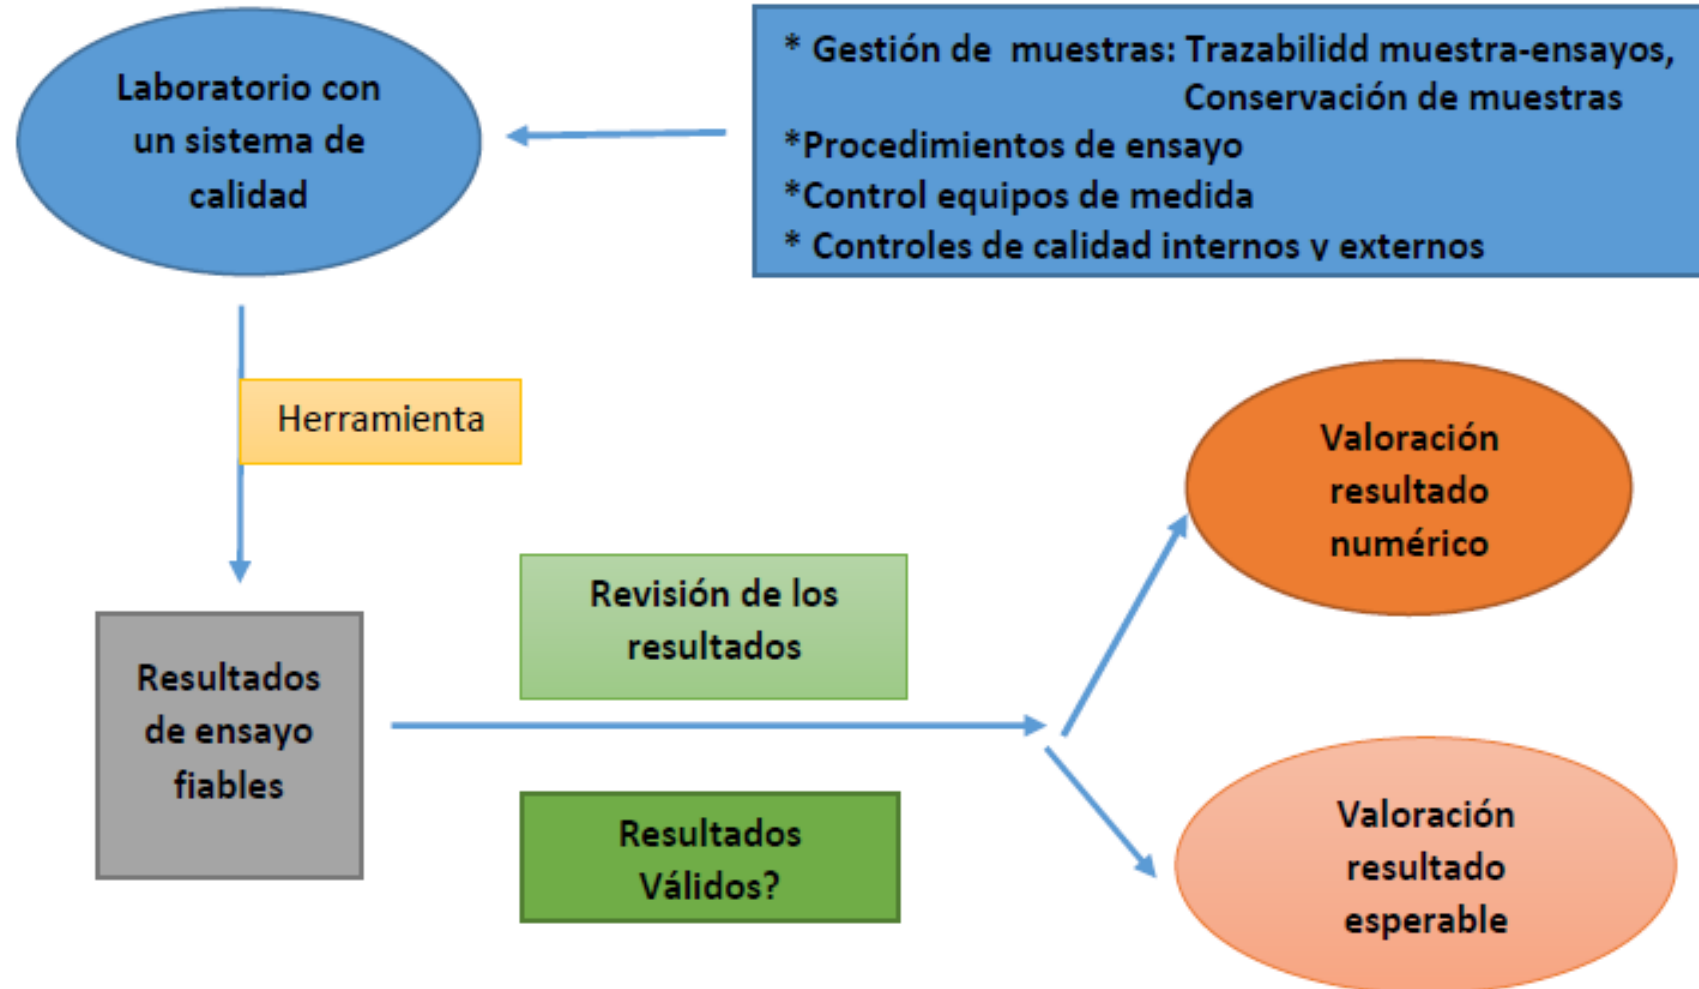 Laboratorio con
un sistema de
calidad
* Gestión de muestras: Trazabilidd muestra-ensayos,
Conservación de muestras
*Procedimientos de ensayo
*Control equipos de medida
* Controles de calidad internos y externos
Herramienta
Resultados
de ensayo
fiables
Revisión de los
resultados
Resultados
Válidos?
Valoración
resultado
numérico
Valoración
resultado
esperable